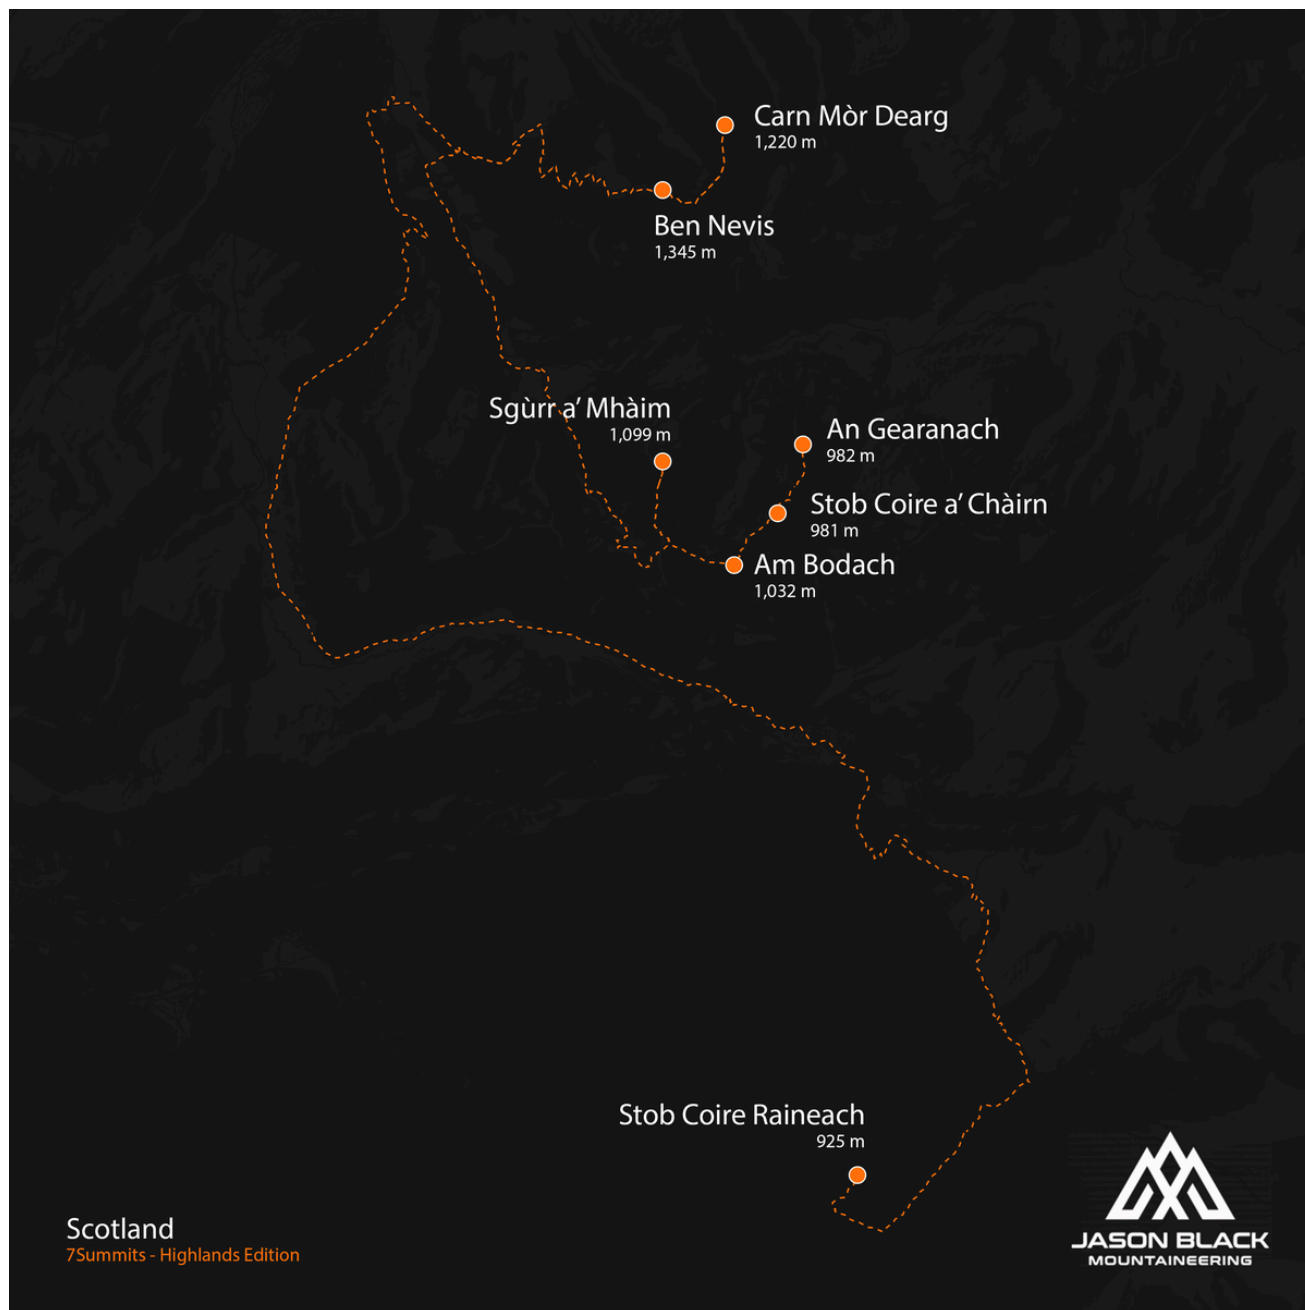 Carn Mòr Dearg
1,220 m
Ben Nevis
1,345 m
Sgùrr a’ Mhàim
1,099 m
An Gearanach
982 m
Stob Coire a’ Chàirn
981 m
Am Bodach
1,032 m
Stob Coire Raineach
925 m
Scotland
7Summits - Highlands Edition
JASON BLACK
MOUNTAINEERING